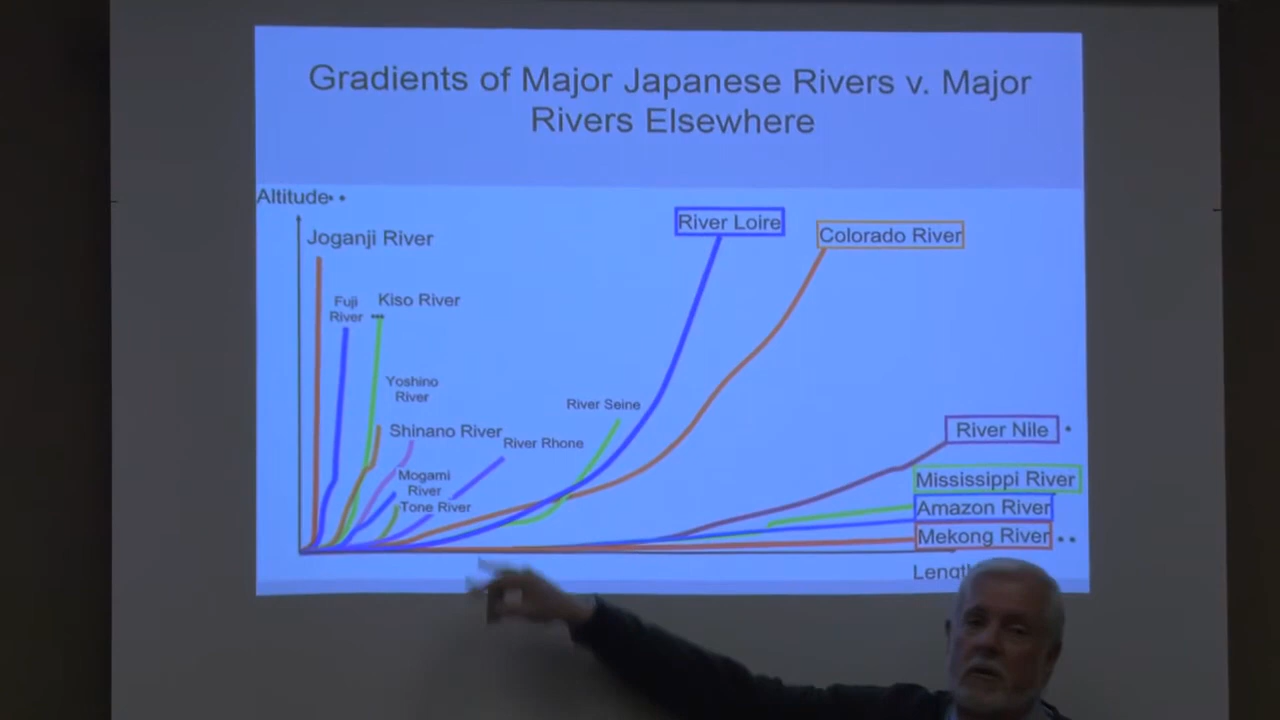 Gradients of Major Japanese Rivers v. Major
Rivers Elsewhere
Altitude
Joganji River
Fuji
River
Kiso River
Yoshino
River
Shinano River
Mogami
River
Tone River
River Rhone
River Seine
River Loire
Colorado River
River Nile
Mississippi River
Amazon River
Mekong River